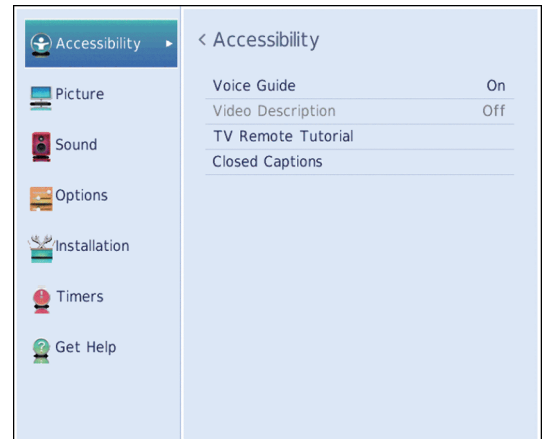 Accessibility
Picture
Sound
Options
Installation
Timers
Get Help
Accessibility
Voice Guide On
Video Description Off
TV Remote Tutorial
Closed Captions